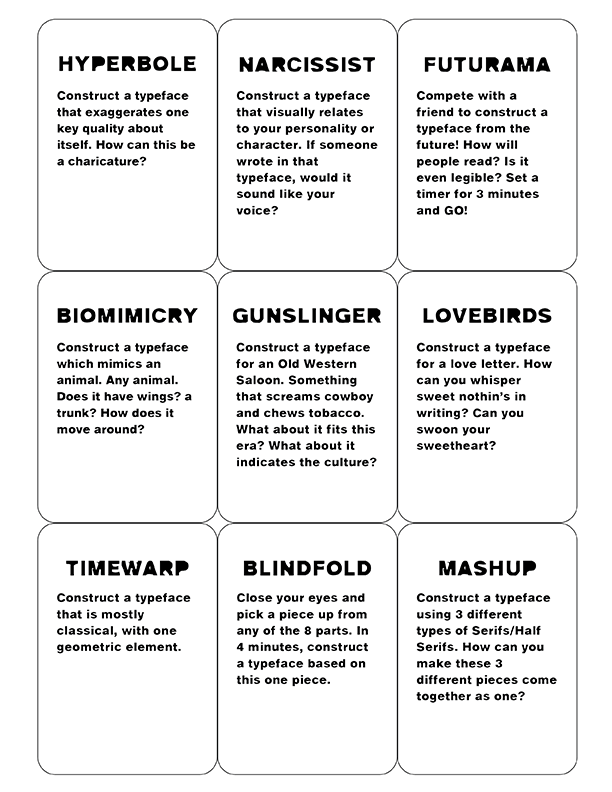 HYPERBOLE
Construct a typeface
that exaggerates one
key quality about
itself. How can this be
a charicature?
NARCISSIST
Construct a typeface
that visually relates
to your personality or
character. If someone
wrote in that
typeface, would it
sound like your
voice?
FUTURAMA
Compete with a
friend to construct a
typeface from the
future! How will
people read? Is it
even legible? Set a
timer for 3 minutes
and GO!
BIOMIMICRY
Construct a typeface
which mimics an
animal. Any animal.
Does it have wings? a
trunk? How does it
move around?
GUNSLINGER
Construct a typeface
for an Old Western
Saloon. Something
that screams cowboy
and chews tobacco.
What about it fits this
era? What about it
indicates the culture?
LOVEBIRDS
Construct a typeface
for a love letter. How
can you whisper
sweet nothin's in
writing? Can you
swoon your
sweetheart?
TIMEWARP
Construct a typeface
that is mostly
classical, with one
geometric element.
BLINDFOLD
Close your eyes and
pick a piece up from
any of the 8 parts. In
4 minutes, construct
a typeface based on
this one piece.
MASHUP
Construct a typeface
using 3 different
types of Serifs/Half
Serifs. How can you
make these 3
different pieces come
together as one?